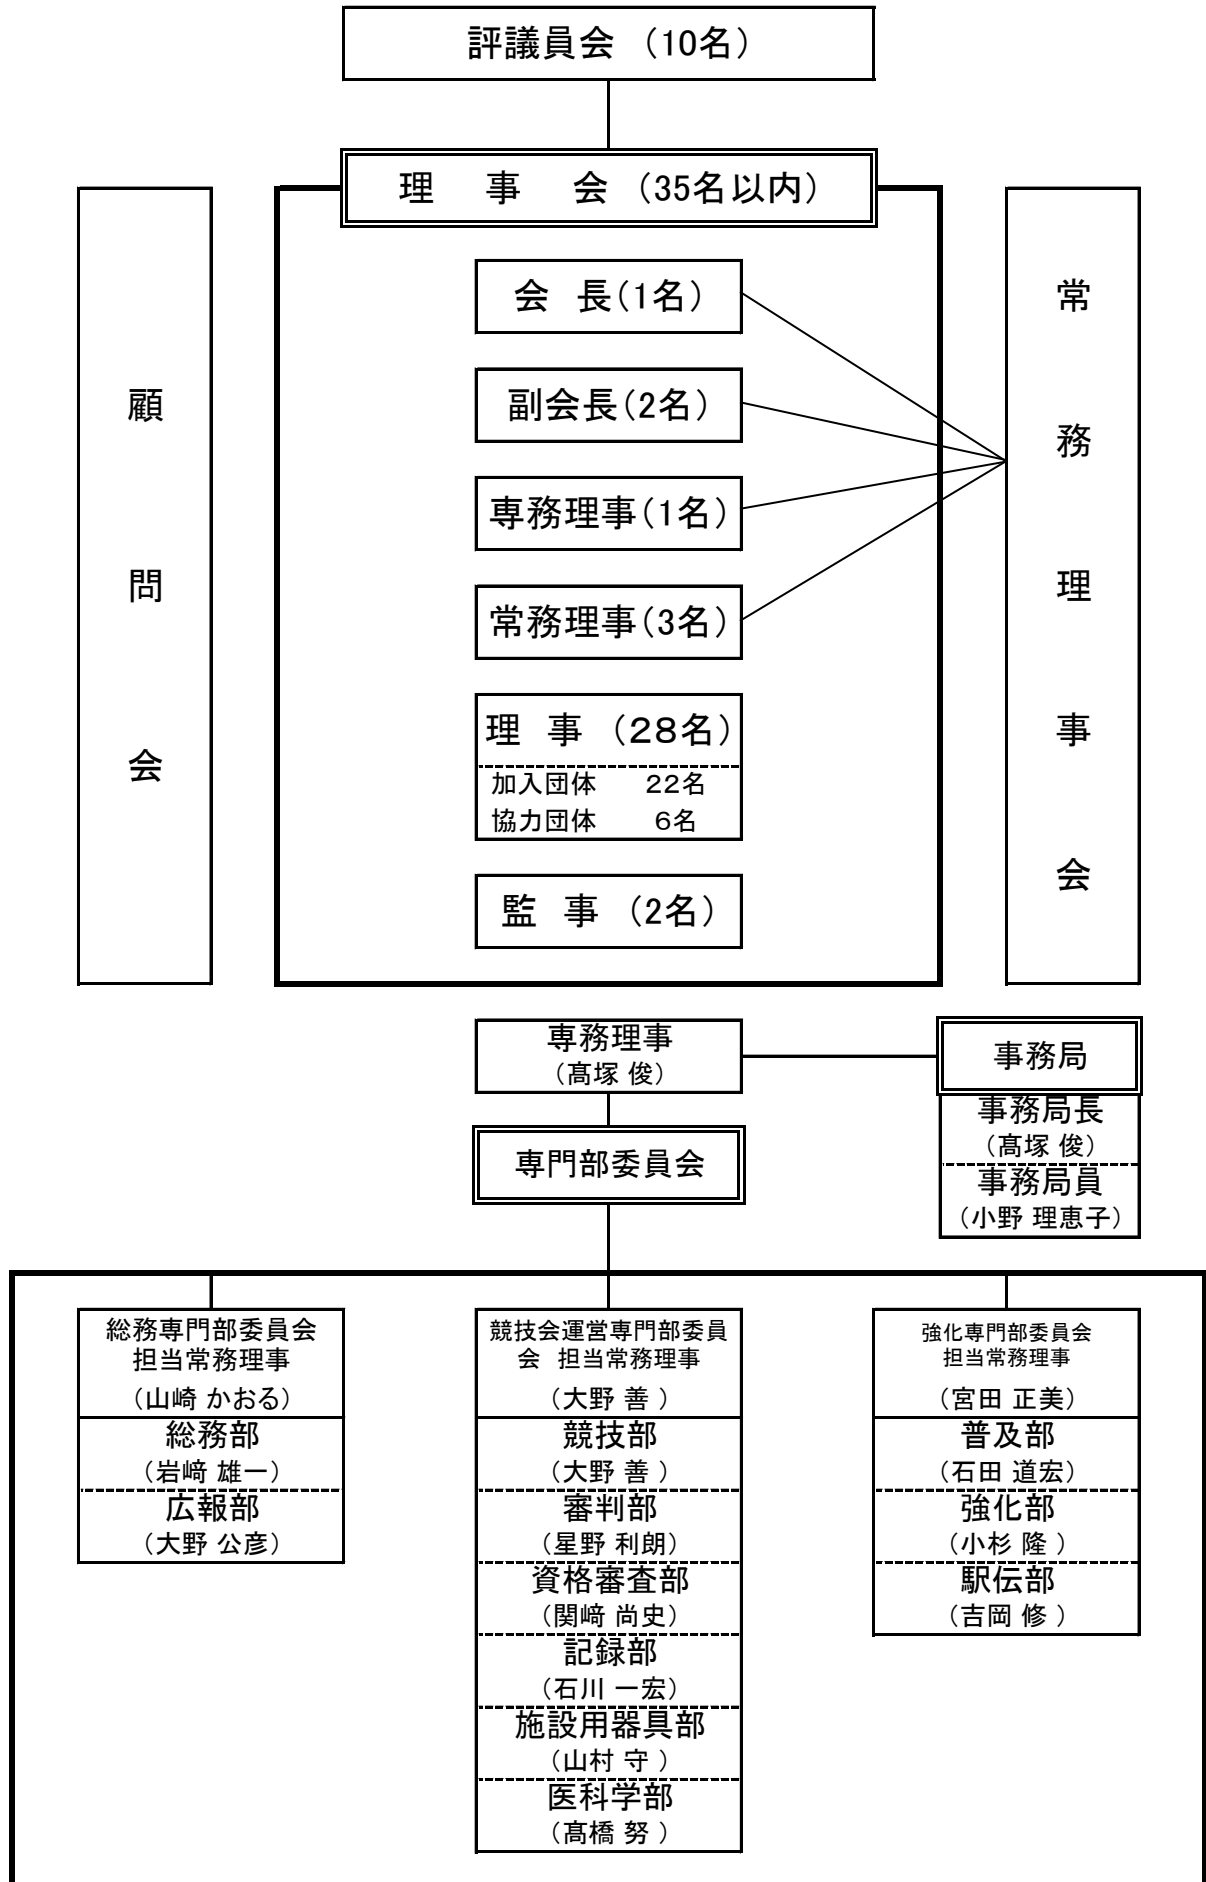 評議員会 (10名)
理 事 会 (35名以内)
顧問会
会 長(1名)
副会長(2名)
専務理事(1名)
常務理事(3名)
理 事 (28名)
加入団体 22名
協力団体 6名
監 事 (2名)
常務理事会
専務理事
(髙塚 俊)
事務局
事務局長
(髙塚 俊)
事務局員
(小野 理恵子)
専門部委員会
総務専門部委員会
担当常務理事
(山崎 かおる)
総務部
(岩﨑 雄一)
広報部
(大野 公彦)
競技会運営専門部委員
会 担当常務理事
(大野 善 )
競技部
(大野 善 )
審判部
(星野 利朗)
資格審査部
(関﨑 尚史)
記録部
(石川 一宏)
施設用器具部
(山村 守 )
医科学部
(髙橋 努 )
強化専門部委員会
担当常務理事
(宮田 正美)
普及部
(石田 道宏)
強化部
(小杉 隆 )
駅伝部
(吉岡 修 )